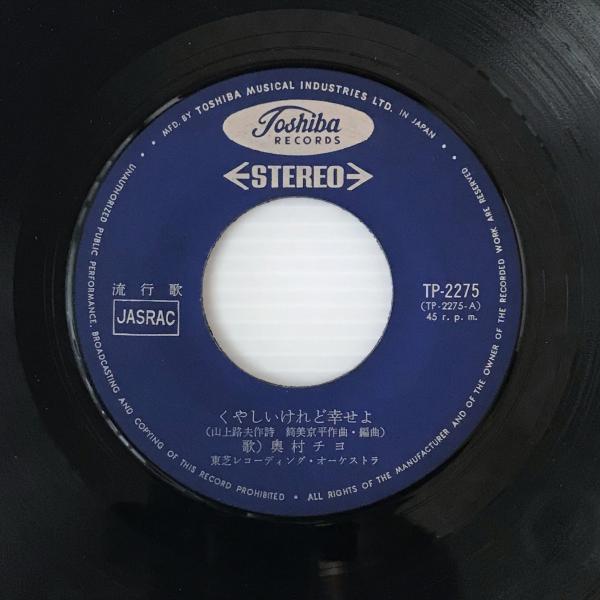 MFD. BY TOSHIBA MUSICAL INDUSTRIES LTD. IN JAPAN
Toshiba
RECORDS
STEREO
流行歌
JASRAC
TP-2275
(TP-2275-A)
45 r.p.m.
くやしいけれど幸せよ
(山上路夫作詩 筒美京平作曲・編曲)
歌) 奥村チヨ
東芝レコーディング・オーケストラ
UNAUTHORIZED PUBLIC PERFORMANCE, BROADCASTING AND COPYING OF THIS RECORD PROHIBITED • ALL RIGHTS OF THE MANUFACTURER AND OF THE OWNER OF THE RECORDED WORK ARE RESERVED